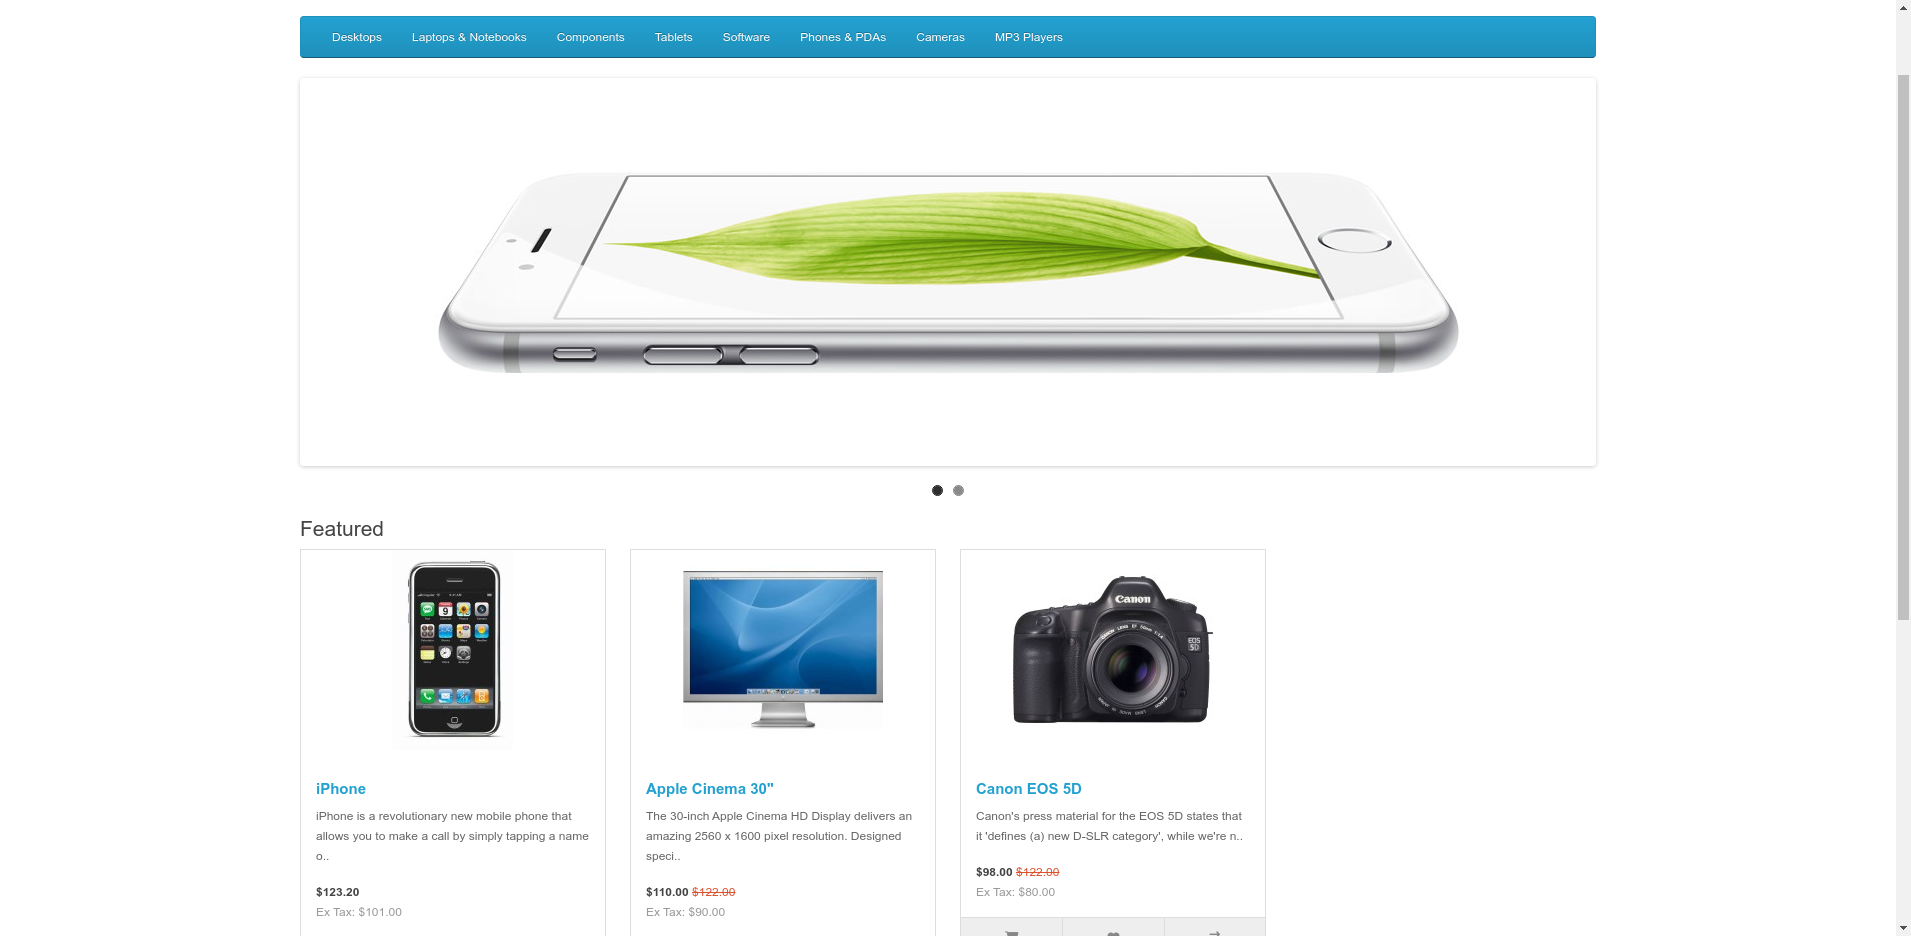 Desktops Laptops & Notebooks Components Tablets Software Phones & PDAs Cameras MP3 Players
Featured
Canon
EOS
5D
iPhone
iPhone is a revolutionary new mobile phone that
allows you to make a call by simply tapping a name
o..
$123.20
Ex Tax: $101.00
Apple Cinema 30"
The 30-inch Apple Cinema HD Display delivers an
amazing 2560 x 1600 pixel resolution. Designed
speci..
$110.00 $122.00
Ex Tax: $90.00
Canon EOS 5D
Canon's press material for the EOS 5D states that
it 'defines (a) new D-SLR category', while we're n..
$98.00 $122.00
Ex Tax: $80.00